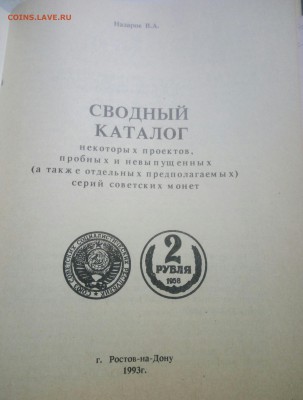 COINS.LAVE.RU
СВОДНЫЙ
КАТАЛОГ
некоторых проектов,
пробных и невыпущенных
(а также отдельных предполагаемых)
серий советских монет
2
РУБЛЯ
1958
г. Ростов-на-Дону
1993г.